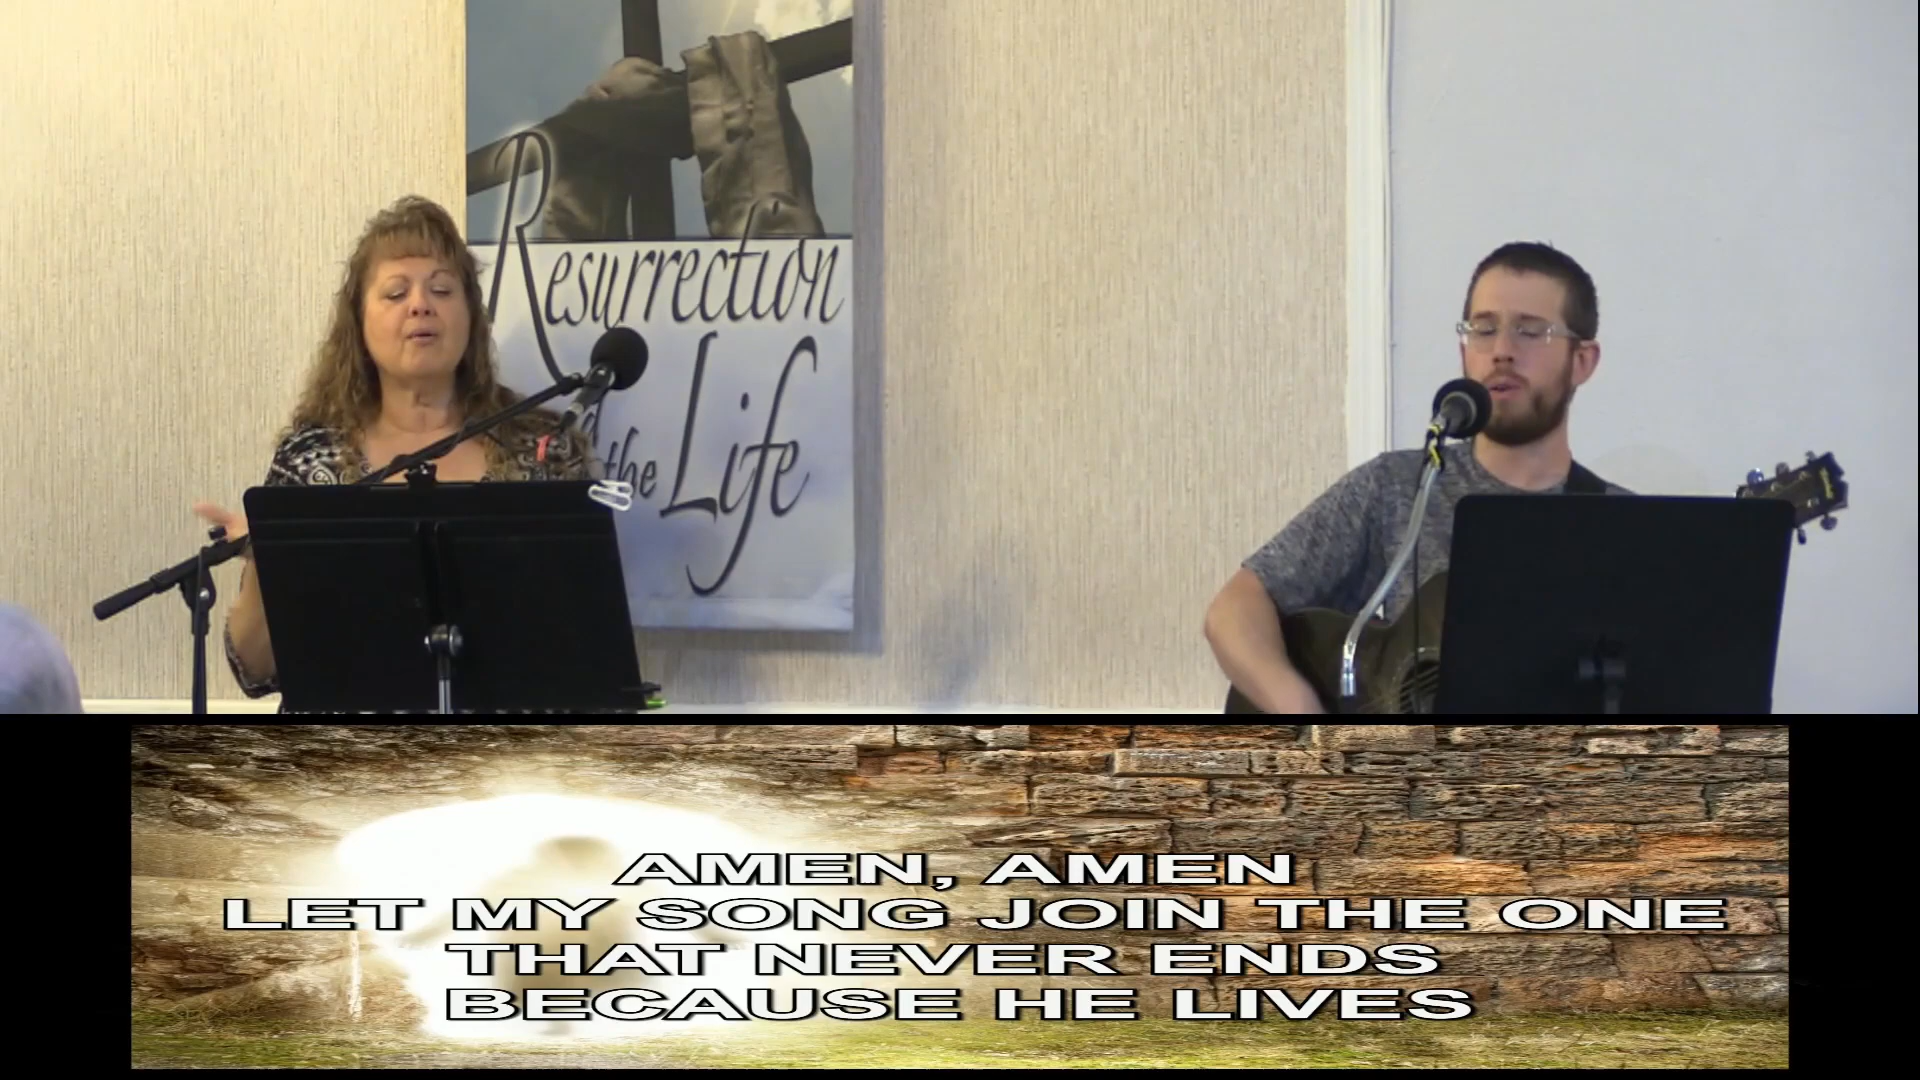 Resurrection
the Life
AMEN, AMEN
LET MY SONG JOIN THE ONE
THAT NEVER ENDS
BECAUSE HE LIVES